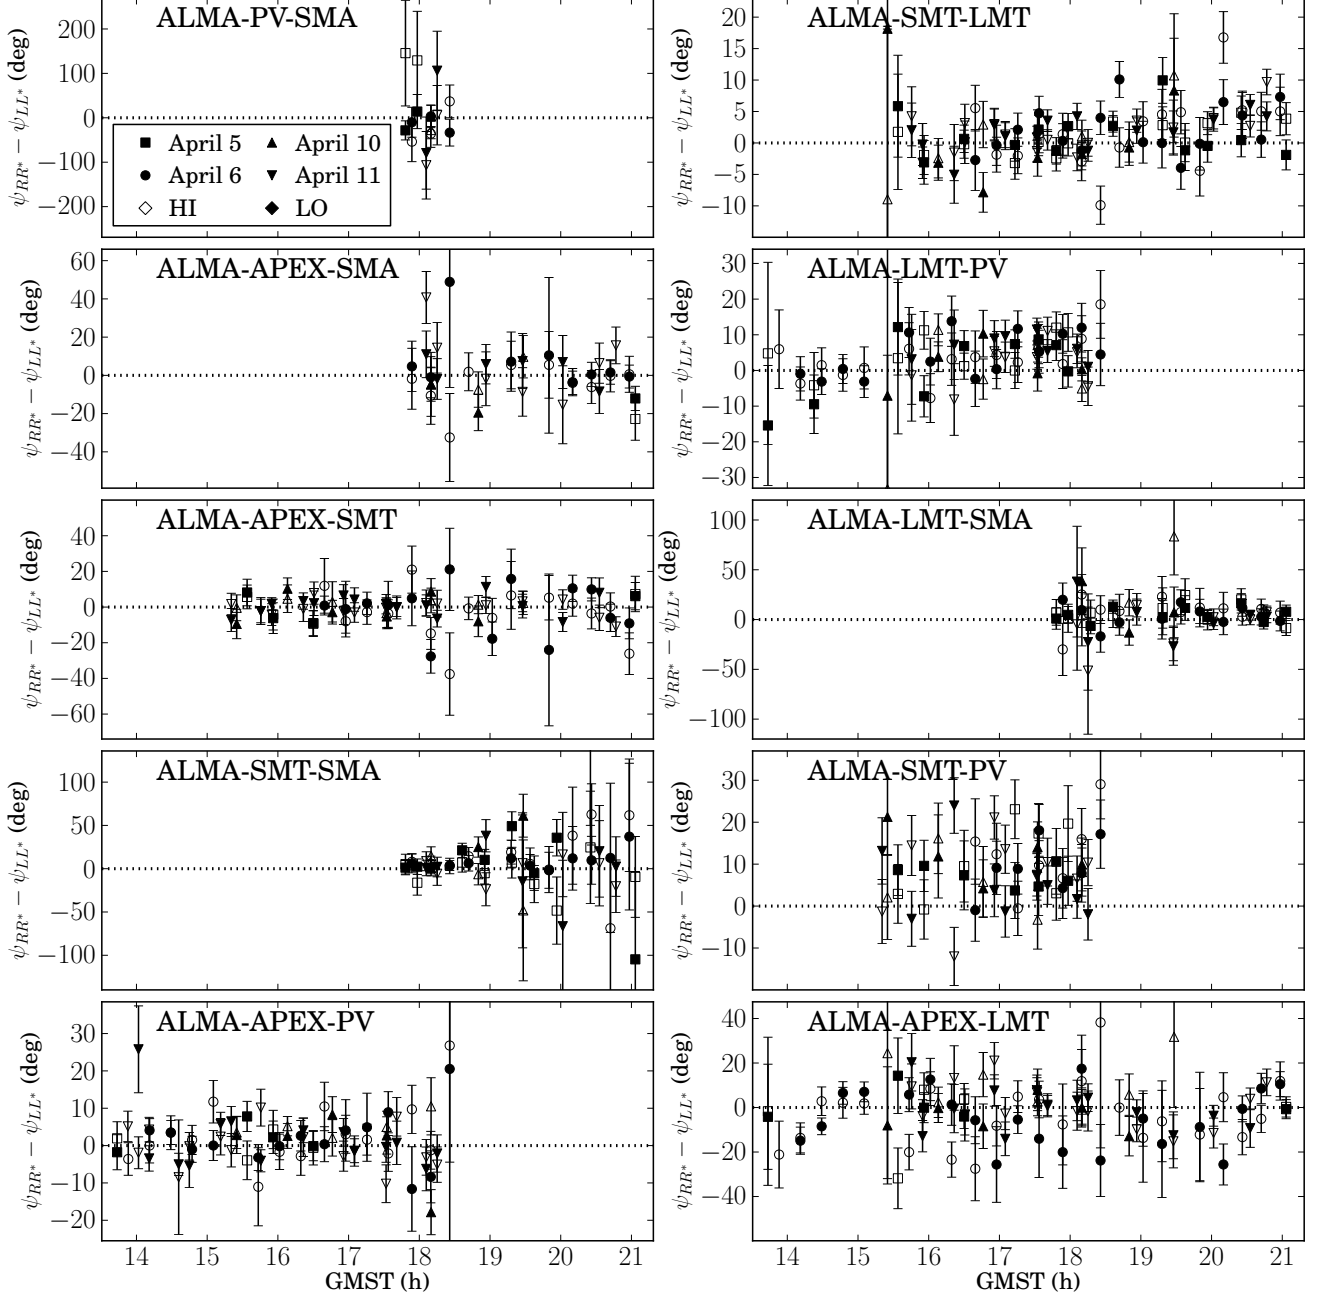 ALMA-PV-SMA
ψRR* − ψLL* (deg)
200
100
0
−100
−200
April 5
April 10
April 6
April 11
HI
LO
ALMA-SMT-LMT
ψRR* − ψLL* (deg)
20
15
10
5
0
−5
−10
ALMA-APEX-SMA
ψRR* − ψLL* (deg)
60
40
20
0
−20
−40
ALMA-LMT-PV
ψRR* − ψLL* (deg)
30
20
10
0
−10
−20
−30
ALMA-APEX-SMT
ψRR* − ψLL* (deg)
40
20
0
−20
−40
−60
ALMA-LMT-SMA
ψRR* − ψLL* (deg)
100
50
0
−50
−100
ALMA-SMT-SMA
ψRR* − ψLL* (deg)
100
50
0
−50
−100
ALMA-SMT-PV
ψRR* − ψLL* (deg)
30
20
10
0
−10
ALMA-APEX-PV
ψRR* − ψLL* (deg)
30
20
10
0
−10
−20
14 15 16 17 18 19 20 21
GMST (h)
ALMA-APEX-LMT
ψRR* − ψLL* (deg)
40
20
0
−20
−40
14 15 16 17 18 19 20 21
GMST (h)